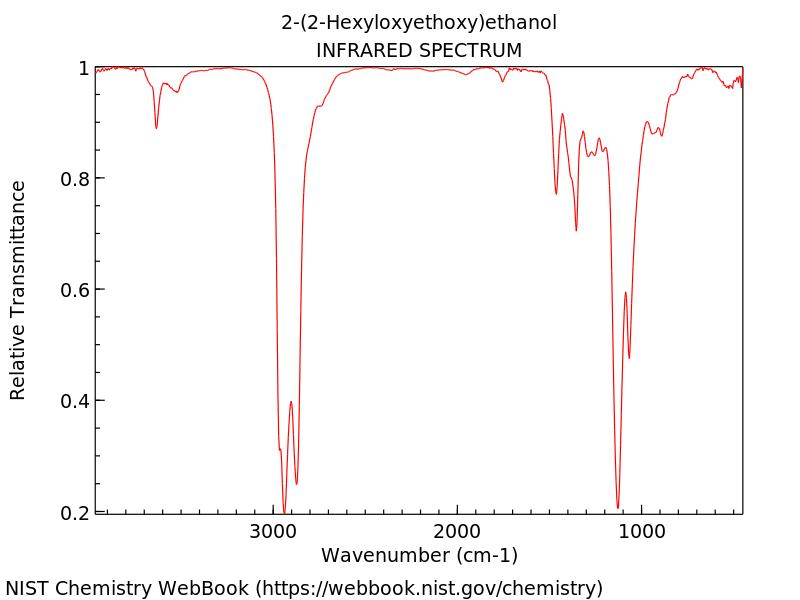 2-(2-Hexyloxyethoxy)ethanol
INFRARED SPECTRUM
1
0.8
0.6
0.4
0.2
Relative Transmittance
3000 2000 1000
Wavenumber (cm-1)
NIST Chemistry WebBook (https://webbook.nist.gov/chemistry)